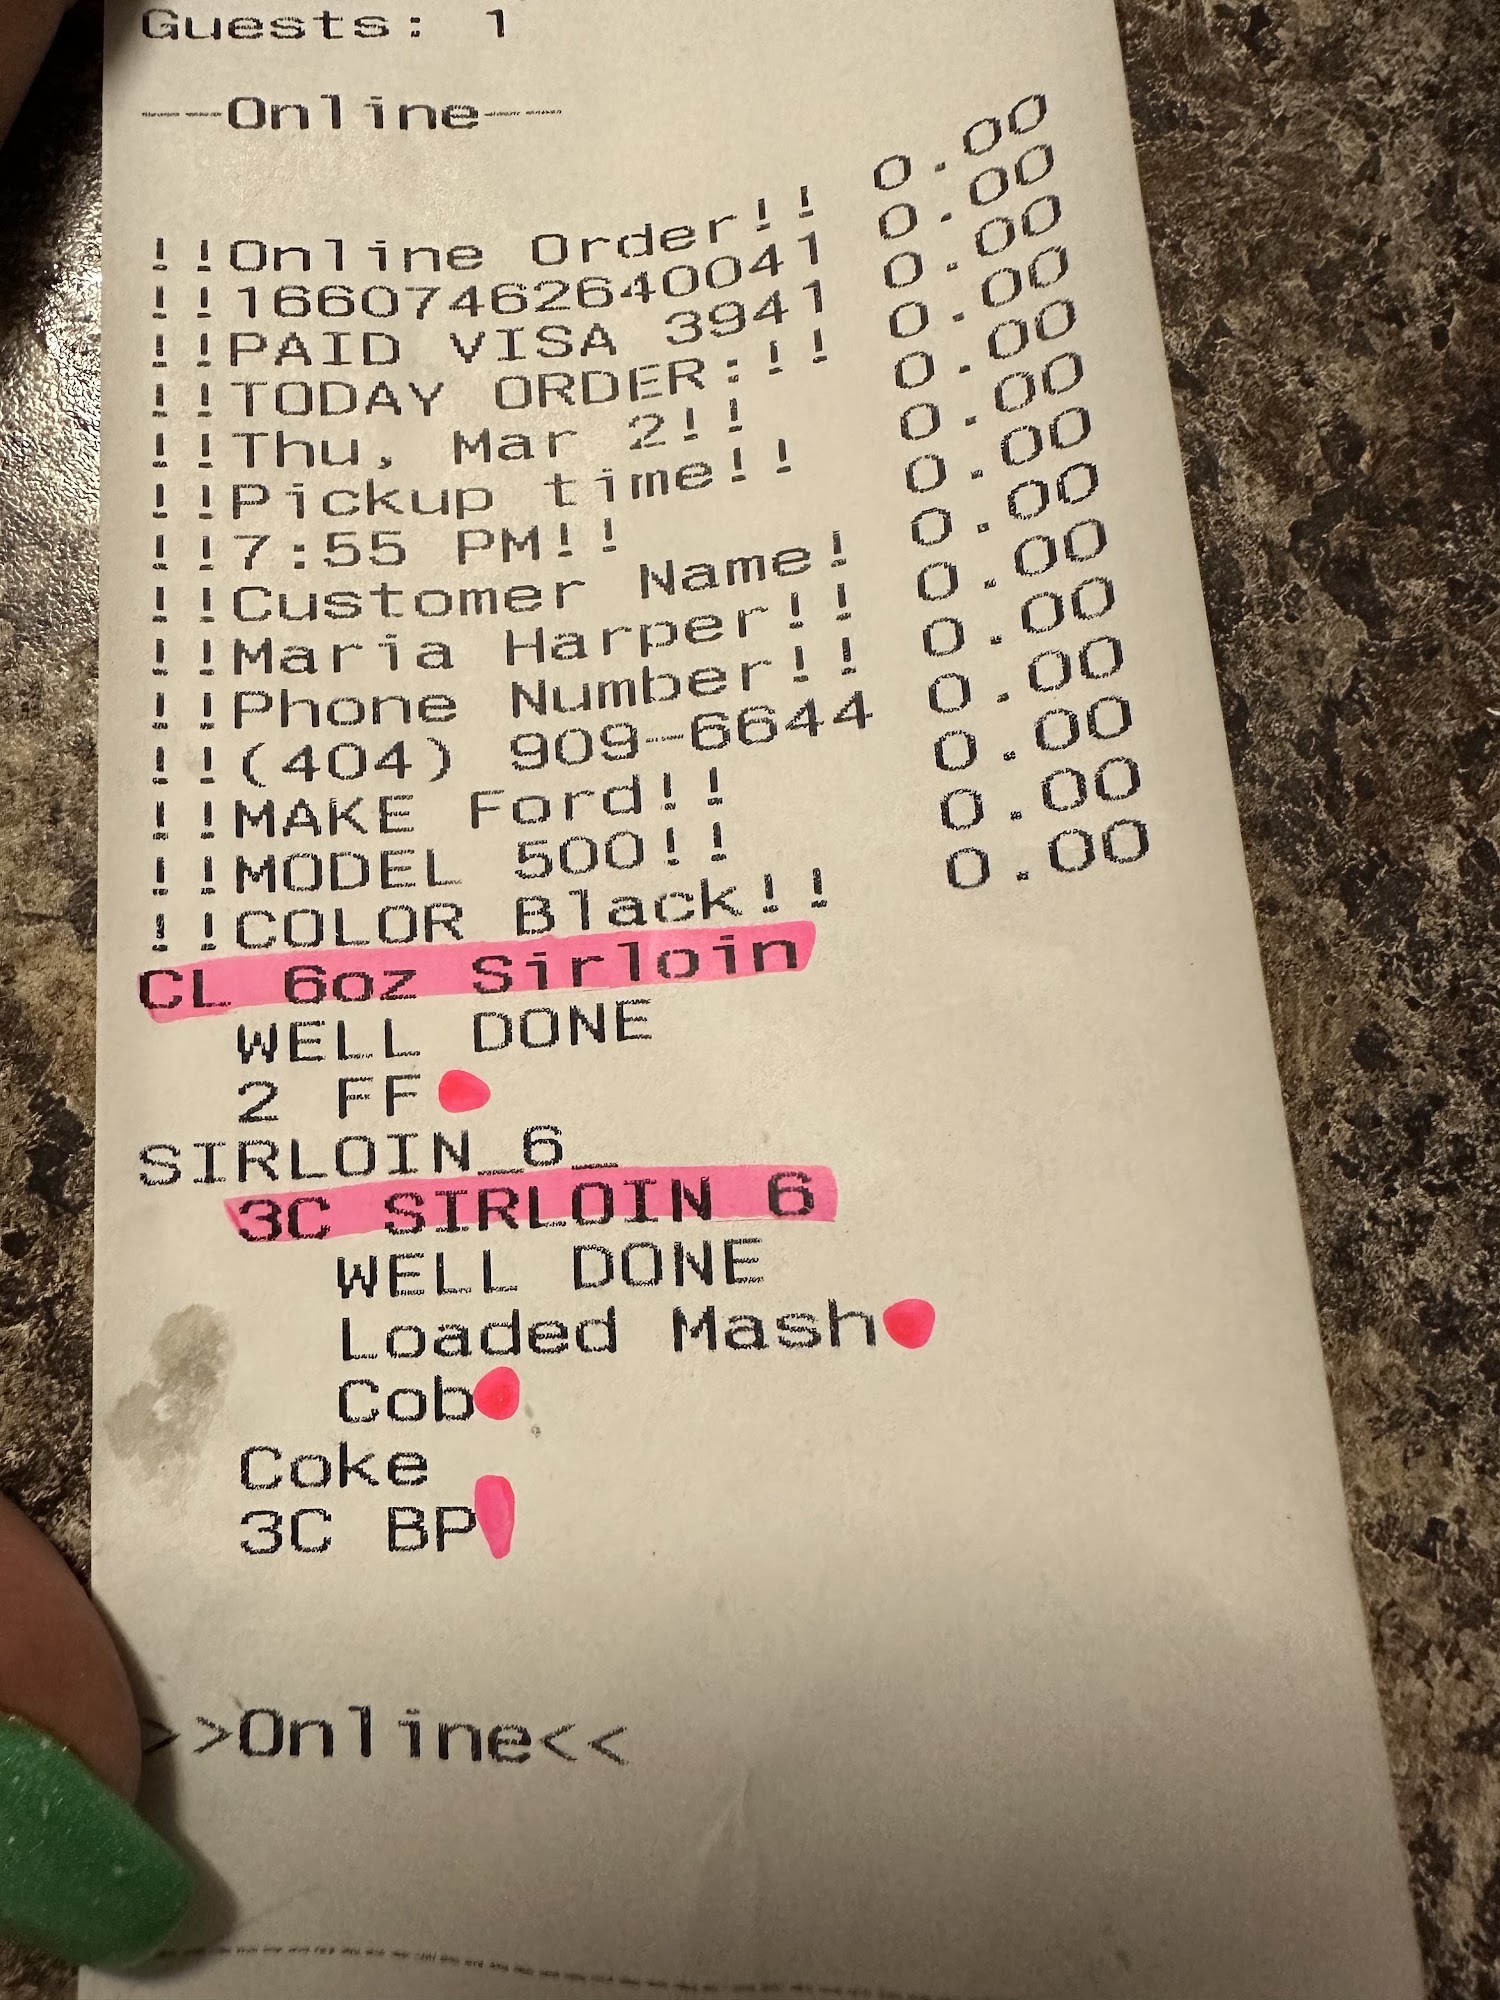 Guests: 1
---Online---
!!Online Order!! 0.00
!!16607462640041 0.00
!!PAID VISA 3941 0.00
!!TODAY ORDER:!! 0.00
!!Thu, Mar 2!! 0.00
!!Pickup time!! 0.00
!!7:55 PM!! 0.00
!!Customer Name! 0.00
!!Maria Harper!! 0.00
!!Phone Number!! 0.00
!!(404) 909-6644 0.00
!!MAKE Ford!! 0.00
!!MODEL 500!! 0.00
!!COLOR Black!! 0.00
CL 6oz Sirloin
WELL DONE
2 FF
SIRLOIN_6_
3C SIRLOIN 6
WELL DONE
Loaded Mash
Cob
Coke
3C BP
>>Online<<